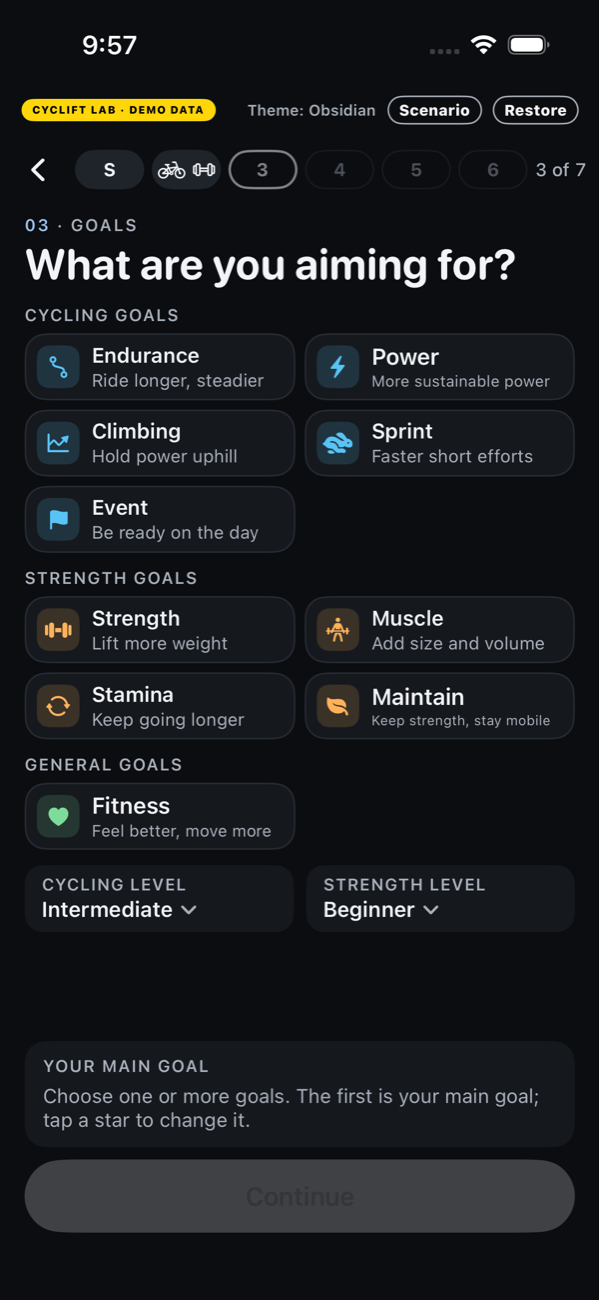 9:57
CYCLIFT LAB · DEMO DATA
Theme: Obsidian
Scenario
Restore
S
3
4
5
6
3 of 7
03 · GOALS
What are you aiming for?
CYCLING GOALS
Endurance
Ride longer, steadier
Power
More sustainable power
Climbing
Hold power uphill
Sprint
Faster short efforts
Event
Be ready on the day
STRENGTH GOALS
Strength
Lift more weight
Muscle
Add size and volume
Stamina
Keep going longer
Maintain
Keep strength, stay mobile
GENERAL GOALS
Fitness
Feel better, move more
CYCLING LEVEL
Intermediate
STRENGTH LEVEL
Beginner
YOUR MAIN GOAL
Choose one or more goals. The first is your main goal;
tap a star to change it.
Continue